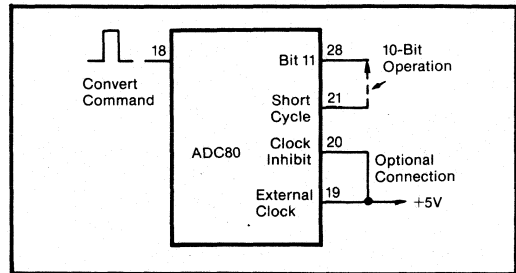 18
Convert
Command
ADC80
Bit 11
28
10-Bit
Operation
Short
Cycle
21
Clock
Inhibit
20
Optional
Connection
External
Clock
19
+5V